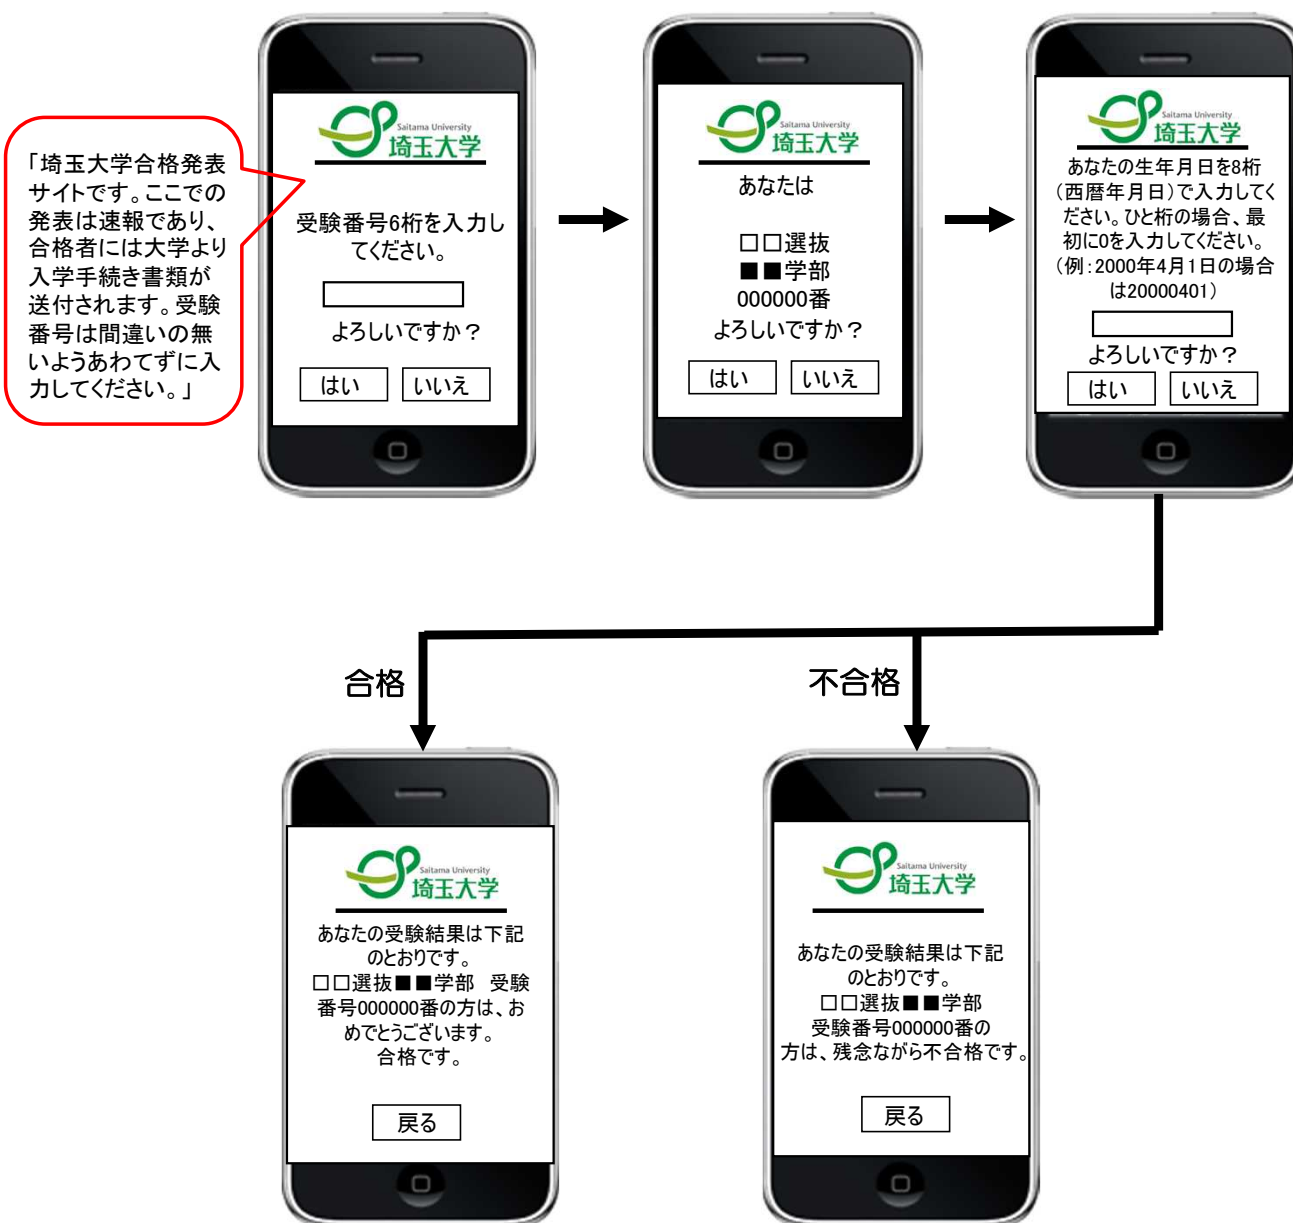 「埼玉大学合格発表
サイトです。ここでの
発表は速報であり、
合格者には大学より
入学手続き書類が
送付されます。受験
番号は間違いの無
いようあわてずに入
力してください。」
Saitama University
埼玉大学
受験番号6桁を入力し
てください。
よろしいですか？
はい いいえ
Saitama University
埼玉大学
あなたは
□□選抜
■■学部
000000番
よろしいですか？
はい いいえ
Saitama University
埼玉大学
あなたの生年月日を8桁
（西暦年月日）で入力してく
ださい。ひと桁の場合、最
初に0を入力してください。
（例：2000年4月1日の場合
は20000401）
よろしいですか？
はい いいえ
合格
不合格
Saitama University
埼玉大学
あなたの受験結果は下記
のとおりです。
□□選抜■■学部 受験
番号000000番の方は、お
めでとうございます。
合格です。
戻る
Saitama University
埼玉大学
あなたの受験結果は下記
のとおりです。
□□選抜■■学部
受験番号000000番の
方は、残念ながら不合格です。
戻る